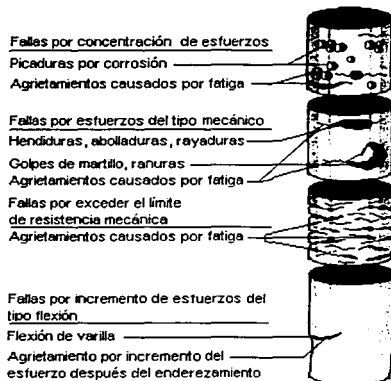 Fallas por concentración de esfuerzos
Picaduras por corrosión
Agrietamientos causados por fatiga
Fallas por esfuerzos del tipo mecánico
Hendiduras, abolladuras, rayaduras
Golpes de martillo, ranuras
Agrietamientos causados por fatiga
Fallas por exceder el límite
de resistencia mecánica
Agrietamientos causados por fatiga
Fallas por incremento de esfuerzos del
tipo flexión
Flexión de varilla
Agrietamiento por incremento del
esfuerzo después del enderezamiento